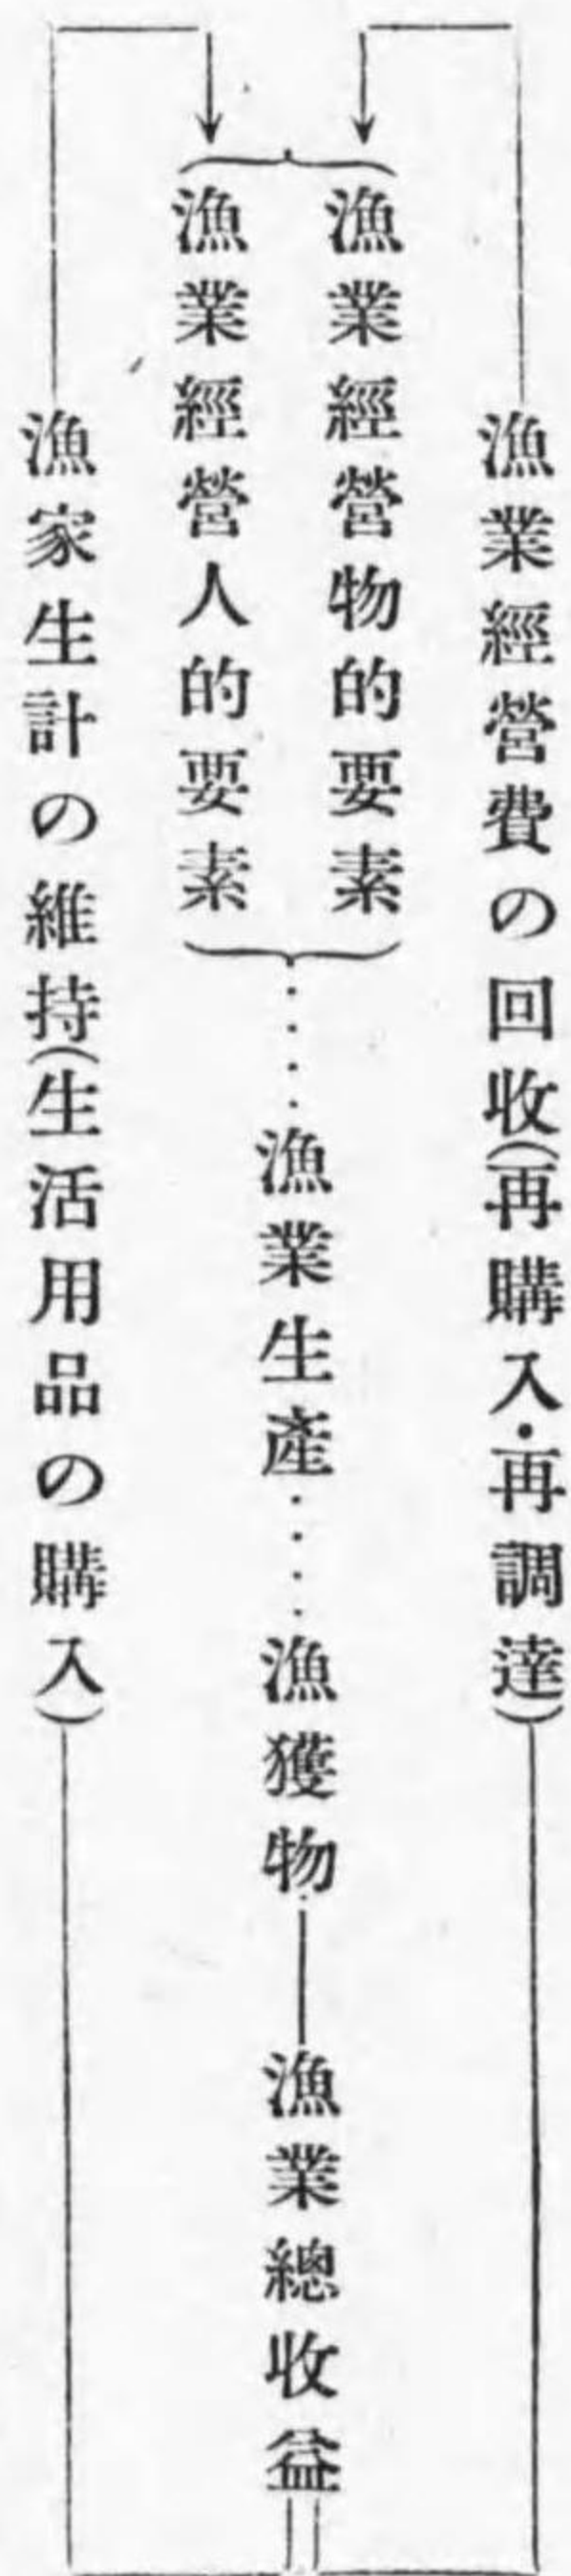 漁業經營費の回收(再購入・再調達)
漁業經營物的要素
漁業經營人的要素
漁業生產
漁獲物
漁業總收益
漁家生計の維持(生活用品の購入)